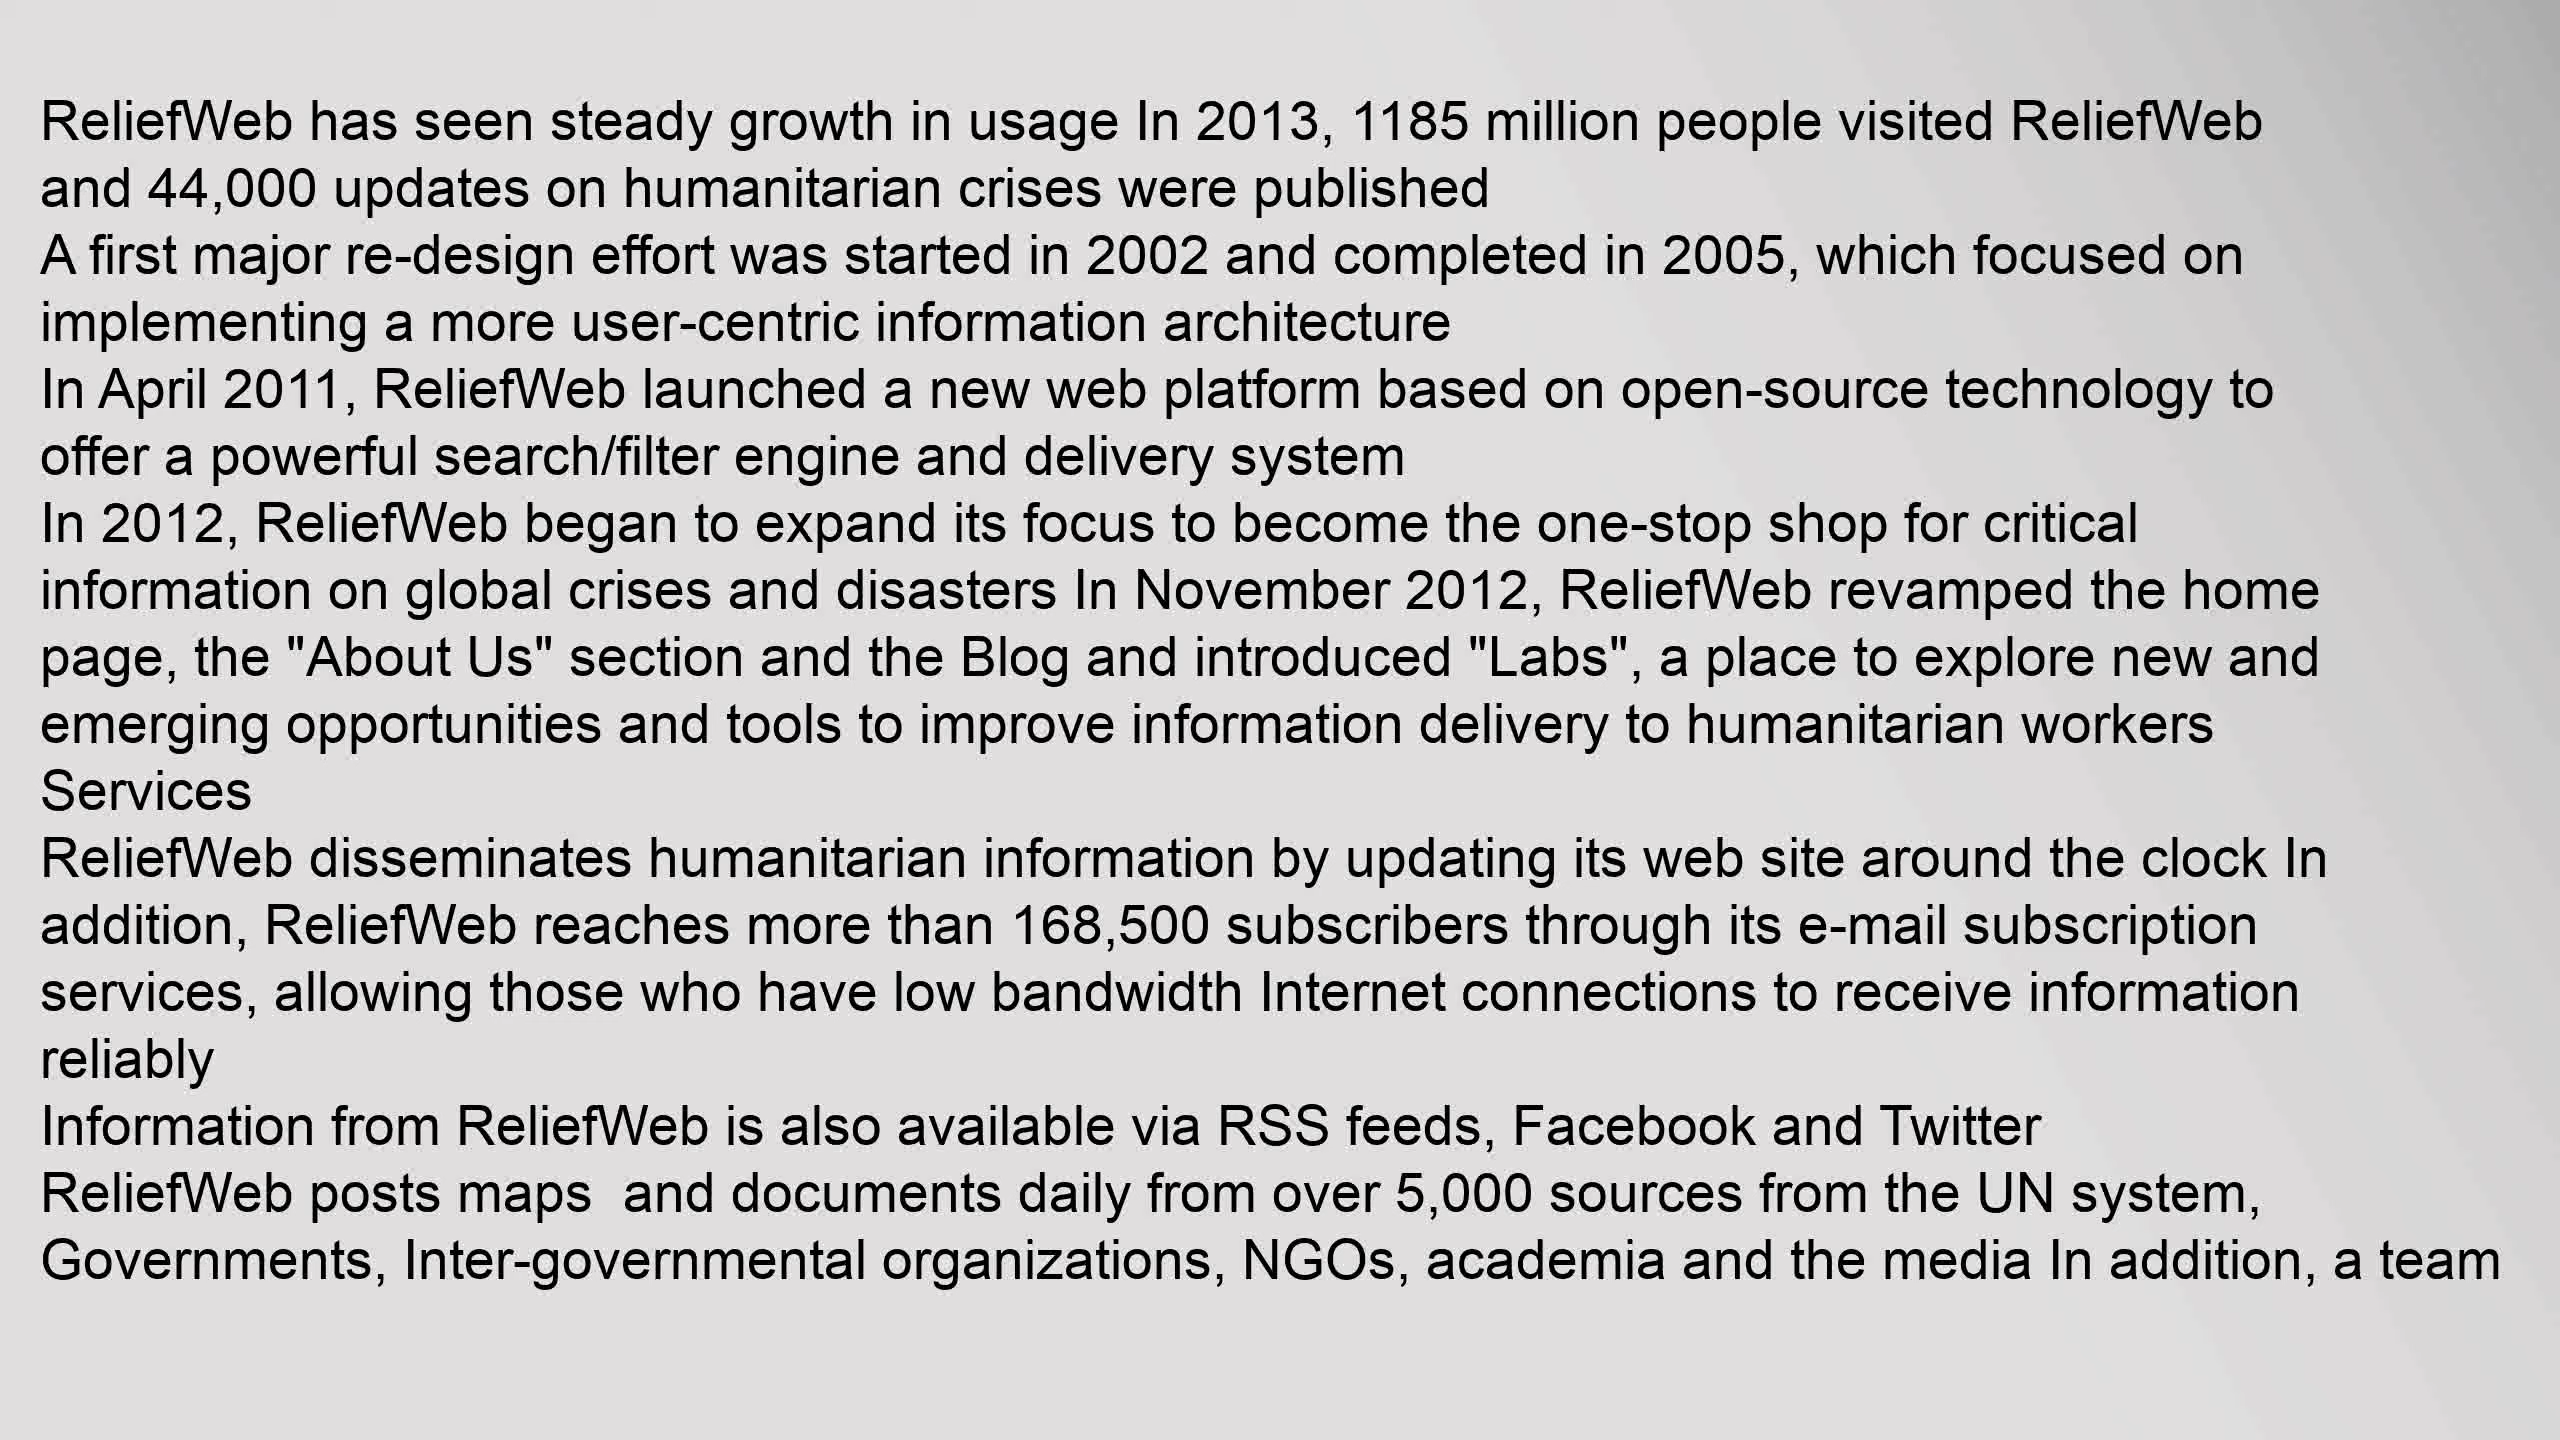 ReliefWeb has seen steady growth in usage In 2013, 1185 million people visited ReliefWeb
and 44,000 updates on humanitarian crises were published
A first major re-design effort was started in 2002 and completed in 2005, which focused on
implementing a more user-centric information architecture
In April 2011, ReliefWeb launched a new web platform based on open-source technology to
offer a powerful search/filter engine and delivery system
In 2012, ReliefWeb began to expand its focus to become the one-stop shop for critical
information on global crises and disasters In November 2012, ReliefWeb revamped the home
page, the "About Us" section and the Blog and introduced "Labs", a place to explore new and
emerging opportunities and tools to improve information delivery to humanitarian workers
Services
ReliefWeb disseminates humanitarian information by updating its web site around the clock In
addition, ReliefWeb reaches more than 168,500 subscribers through its e-mail subscription
services, allowing those who have low bandwidth Internet connections to receive information
reliably
Information from ReliefWeb is also available via RSS feeds, Facebook and Twitter
ReliefWeb posts maps  and documents daily from over 5,000 sources from the UN system,
Governments, Inter-governmental organizations, NGOs, academia and the media In addition, a team